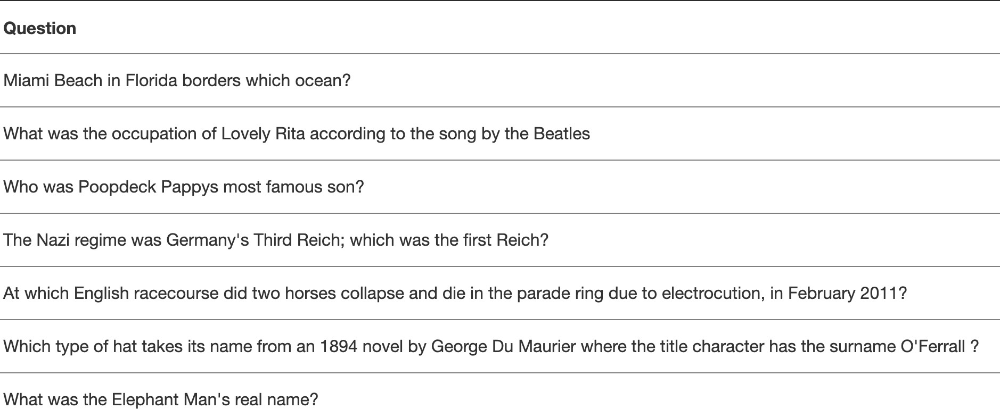 Question
Miami Beach in Florida borders which ocean?
What was the occupation of Lovely Rita according to the song by the Beatles
Who was Poopdeck Pappys most famous son?
The Nazi regime was Germany's Third Reich; which was the first Reich?
At which English racecourse did two horses collapse and die in the parade ring due to electrocution, in February 2011?
Which type of hat takes its name from an 1894 novel by George Du Maurier where the title character has the surname O'Ferrall ?
What was the Elephant Man's real name?